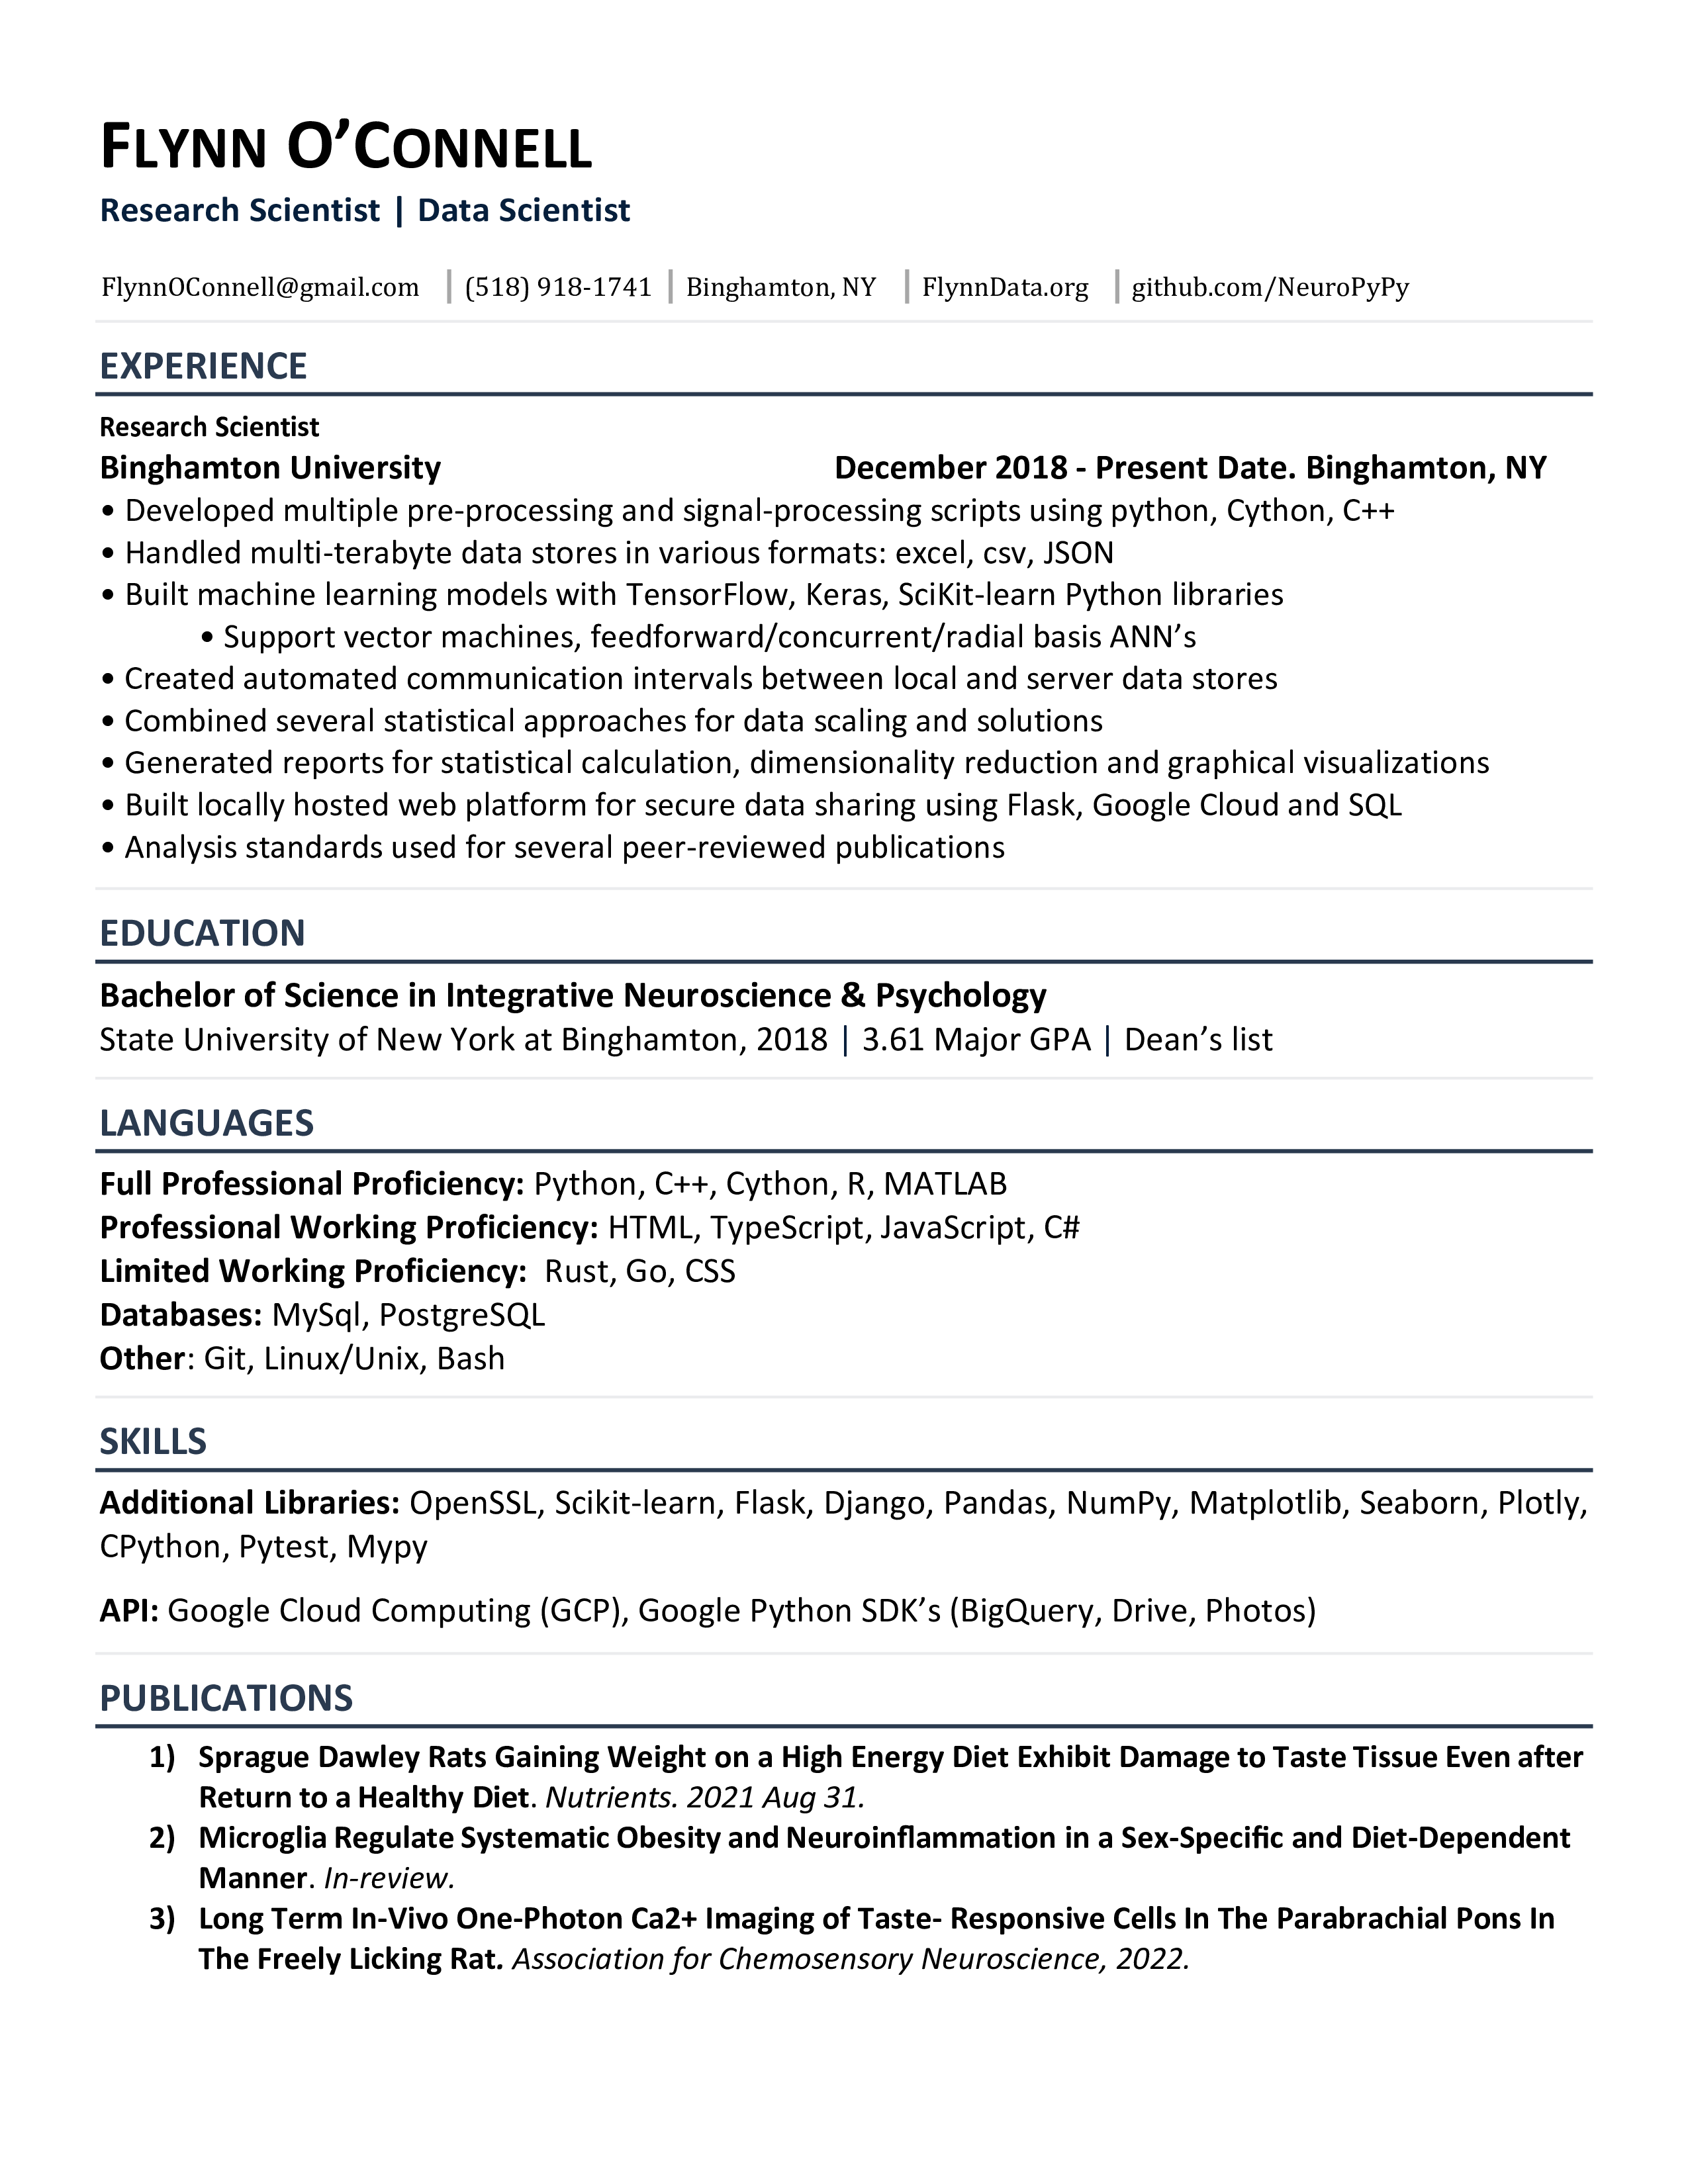 FLYNN O’CONNELL
Research Scientist | Data Scientist
FlynnOConnell@gmail.com | (518) 918-1741 | Binghamton, NY | FlynnData.org | github.com/NeuroPyPy
EXPERIENCE
Research Scientist
Binghamton University December 2018 - Present Date. Binghamton, NY
• Developed multiple pre-processing and signal-processing scripts using python, Cython, C++
• Handled multi-terabyte data stores in various formats: excel, csv, JSON
• Built machine learning models with TensorFlow, Keras, SciKit-learn Python libraries
• Support vector machines, feedforward/concurrent/radial basis ANN’s
• Created automated communication intervals between local and server data stores
• Combined several statistical approaches for data scaling and solutions
• Generated reports for statistical calculation, dimensionality reduction and graphical visualizations
• Built locally hosted web platform for secure data sharing using Flask, Google Cloud and SQL
• Analysis standards used for several peer-reviewed publications
EDUCATION
Bachelor of Science in Integrative Neuroscience & Psychology
State University of New York at Binghamton, 2018 | 3.61 Major GPA | Dean’s list
LANGUAGES
Full Professional Proficiency: Python, C++, Cython, R, MATLAB
Professional Working Proficiency: HTML, TypeScript, JavaScript, C#
Limited Working Proficiency: Rust, Go, CSS
Databases: MySql, PostgreSQL
Other: Git, Linux/Unix, Bash
SKILLS
Additional Libraries: OpenSSL, Scikit-learn, Flask, Django, Pandas, NumPy, Matplotlib, Seaborn, Plotly,
CPython, Pytest, Mypy
API: Google Cloud Computing (GCP), Google Python SDK’s (BigQuery, Drive, Photos)
PUBLICATIONS
1) Sprague Dawley Rats Gaining Weight on a High Energy Diet Exhibit Damage to Taste Tissue Even after
Return to a Healthy Diet. Nutrients. 2021 Aug 31.
2) Microglia Regulate Systematic Obesity and Neuroinflammation in a Sex-Specific and Diet-Dependent
Manner. In-review.
3) Long Term In-Vivo One-Photon Ca2+ Imaging of Taste- Responsive Cells In The Parabrachial Pons In
The Freely Licking Rat. Association for Chemosensory Neuroscience, 2022.